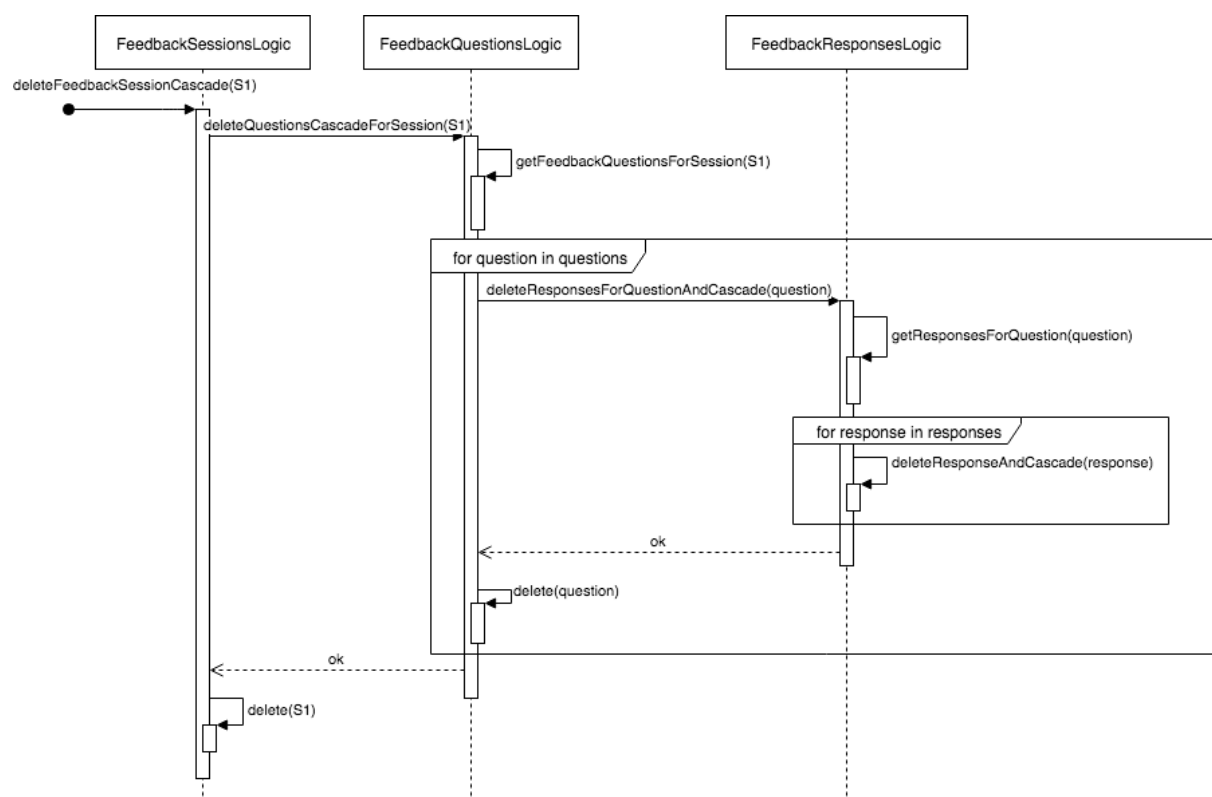 FeedbackSessionsLogic
FeedbackQuestionsLogic
FeedbackResponsesLogic
deleteFeedbackSessionCascade(S1)
deleteQuestionsCascadeForSession(S1)
getFeedbackQuestionsForSession(S1)
for question in questions
deleteResponsesForQuestionAndCascade(question)
getResponsesForQuestion(question)
for response in responses
deleteResponseAndCascade(response)
ok
delete(question)
ok
delete(S1)